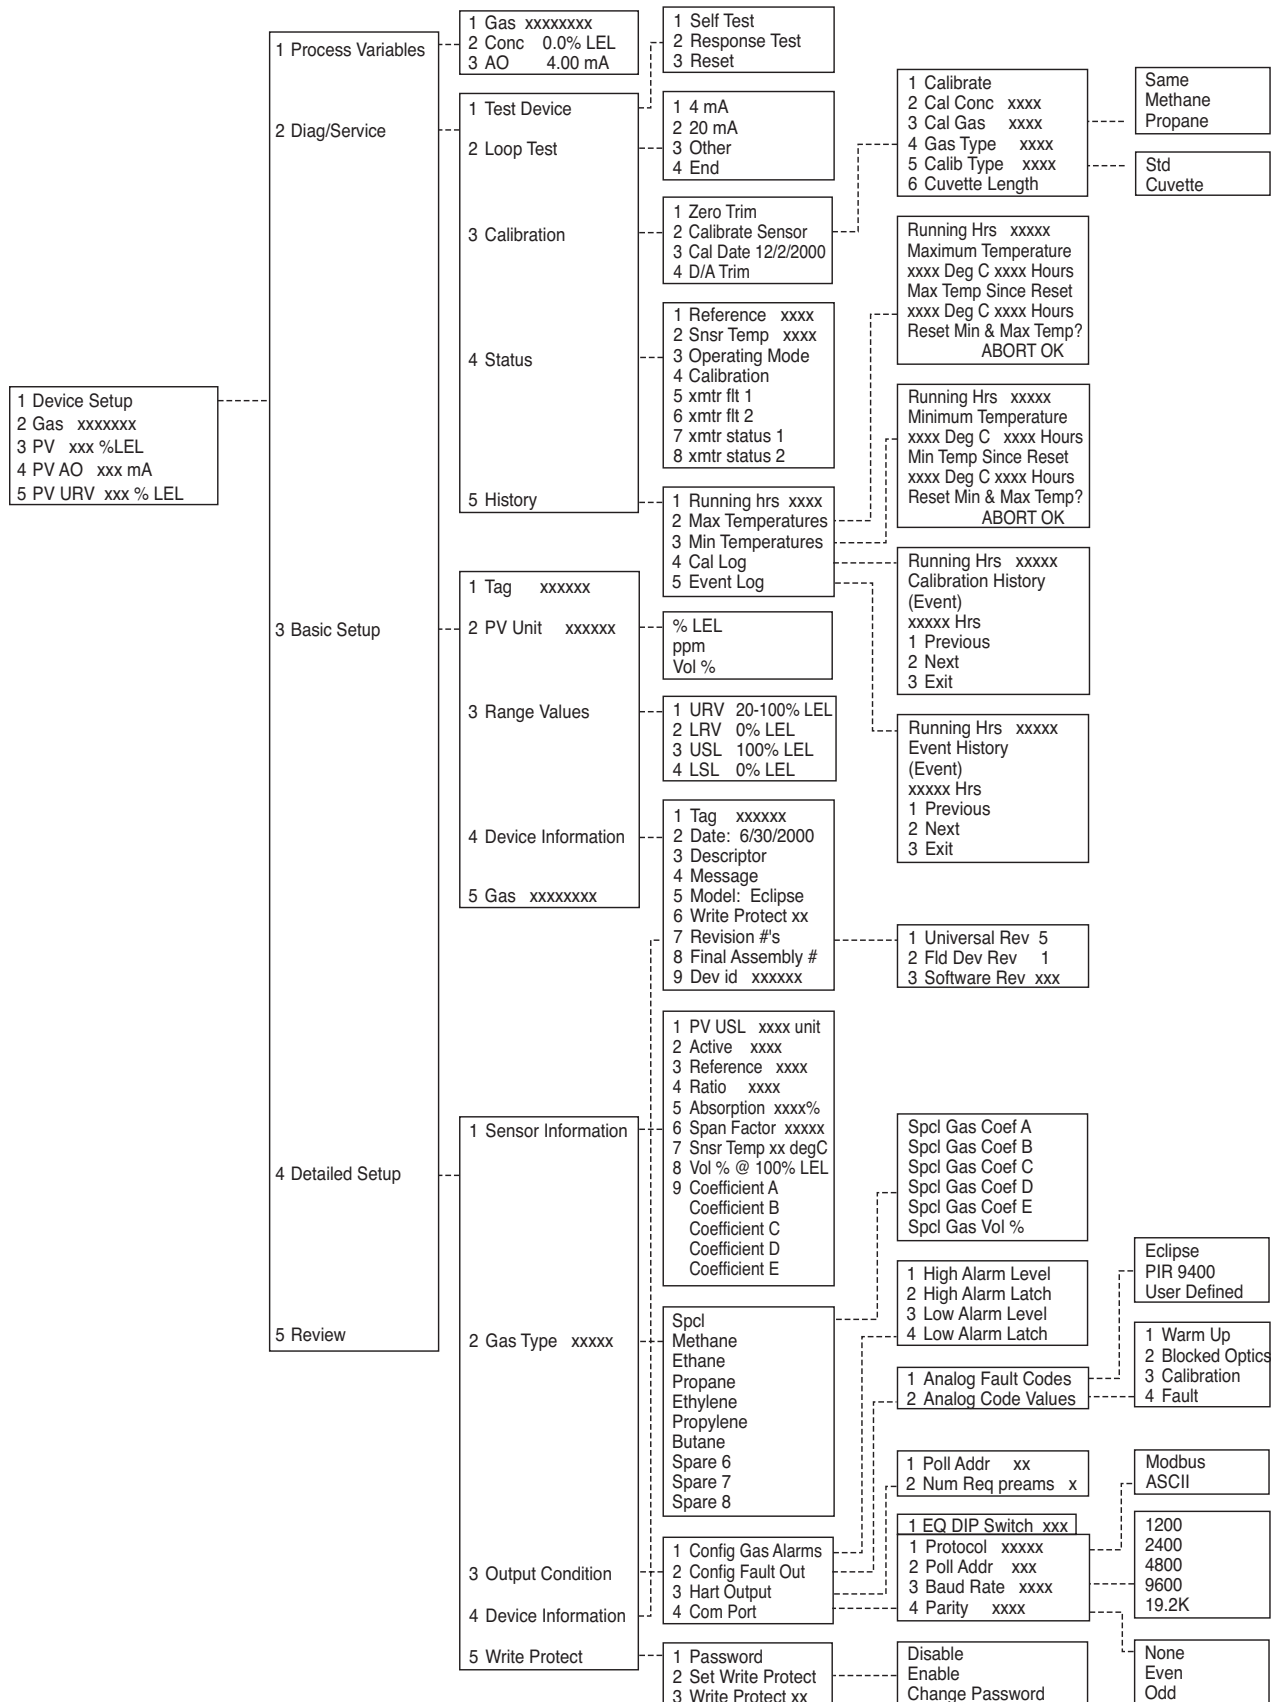 1 Device Setup
2 Gas xxxxxxx
3 PV xxx %LEL
4 PV AO xxx mA
5 PV URV xxx % LEL
1 Process Variables
2 Diag/Service
3 Basic Setup
4 Detailed Setup
5 Review
1 Gas xxxxxxxx
2 Conc 0.0% LEL
3 AO 4.00 mA
1 Test Device
2 Loop Test
3 Calibration
4 Status
5 History
1 Self Test
2 Response Test
3 Reset
1 4 mA
2 20 mA
3 Other
4 End
1 Zero Trim
2 Calibrate Sensor
3 Cal Date 12/2/2000
4 D/A Trim
1 Calibrate
2 Cal Conc xxxx
3 Cal Gas xxxx
4 Gas Type xxxx
5 Calib Type xxxx
6 Cuvette Length
Same
Methane
Propane
Std
Cuvette
1 Reference xxxx
2 Snsr Temp xxxx
3 Operating Mode
4 Calibration
5 xmtr flt 1
6 xmtr flt 2
7 xmtr status 1
8 xmtr status 2
1 Running hrs xxxx
2 Max Temperatures
3 Min Temperatures
4 Cal Log
5 Event Log
Running Hrs xxxxx
Maximum Temperature
xxxx Deg C xxxx Hours
Max Temp Since Reset
xxxx Deg C xxxx Hours
Reset Min & Max Temp?
ABORT OK
Running Hrs xxxxx
Minimum Temperature
xxxx Deg C xxxx Hours
Min Temp Since Reset
xxxx Deg C xxxx Hours
Reset Min & Max Temp?
ABORT OK
Running Hrs xxxxx
Calibration History
(Event)
xxxxx Hrs
1 Previous
2 Next
3 Exit
Running Hrs xxxxx
Event History
(Event)
xxxxx Hrs
1 Previous
2 Next
3 Exit
1 Tag xxxxxx
2 PV Unit xxxxxx
3 Range Values
4 Device Information
5 Gas xxxxxxxx
% LEL
ppm
Vol %
1 URV 20-100% LEL
2 LRV 0% LEL
3 USL 100% LEL
4 LSL 0% LEL
1 Tag xxxxxx
2 Date: 6/30/2000
3 Descriptor
4 Message
5 Model: Eclipse
6 Write Protect xx
7 Revision #'s
8 Final Assembly #
9 Dev id xxxxxx
1 Universal Rev 5
2 Fld Dev Rev 1
3 Software Rev xxx
1 Sensor Information
2 Gas Type xxxxx
3 Output Condition
4 Device Information
5 Write Protect
1 PV USL xxxx unit
2 Active xxxx
3 Reference xxxx
4 Ratio xxxx
5 Absorption xxxx%
6 Span Factor xxxxx
7 Snsr Temp xx degC
8 Vol % @ 100% LEL
9 Coefficient A
Coefficient B
Coefficient C
Coefficient D
Coefficient E
Spcl
Methane
Ethane
Propane
Ethylene
Propylene
Butane
Spare 6
Spare 7
Spare 8
Spcl Gas Coef A
Spcl Gas Coef B
Spcl Gas Coef C
Spcl Gas Coef D
Spcl Gas Coef E
Spcl Gas Vol %
1 Config Gas Alarms
2 Config Fault Out
3 Hart Output
4 Com Port
1 High Alarm Level
2 High Alarm Latch
3 Low Alarm Level
4 Low Alarm Latch
1 Analog Fault Codes
2 Analog Code Values
Eclipse
PIR 9400
User Defined
1 Warm Up
2 Blocked Optics
3 Calibration
4 Fault
1 Poll Addr xx
2 Num Req preams x
1 EQ DIP Switch xxx
1 Protocol xxxxx
2 Poll Addr xxx
3 Baud Rate xxxx
4 Parity xxxx
Modbus
ASCII
1200
2400
4800
9600
19.2K
None
Even
Odd
1 Password
2 Set Write Protect
3 Write Protect xx
Disable
Enable
Change Password